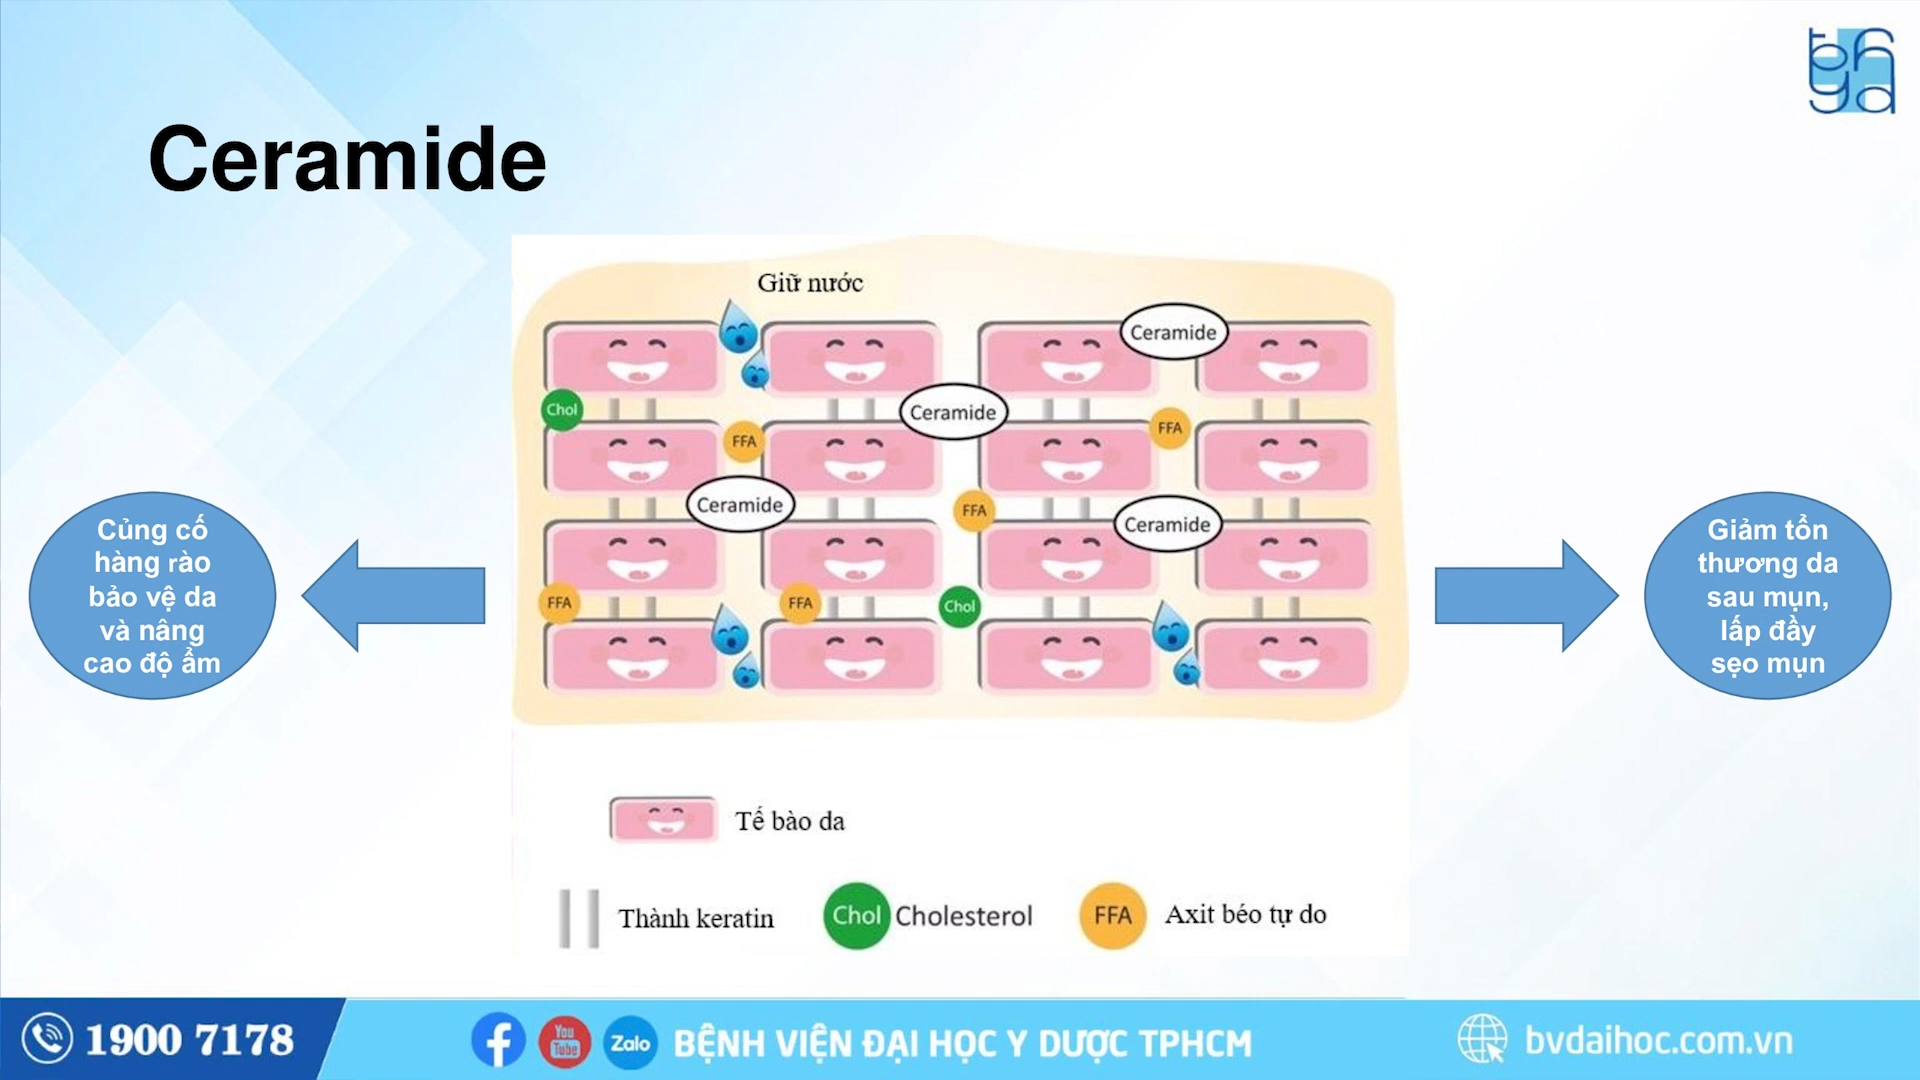 Ceramide
Giữ nước
Ceramide
Chol
Ceramide
FFA
FFA
Ceramide
FFA
Ceramide
FFA
FFA
Chol
Củng cố
hàng rào
bảo vệ da
và nâng
cao độ ẩm
Giảm tổn
thương da
sau mụn,
lấp đầy
sẹo mụn
Tế bào da
Thành keratin
Chol Cholesterol
FFA Axit béo tự do
1900 7178
You
Tube
Zalo
BỆNH VIỆN ĐẠI HỌC Y DƯỢC TPHCM
bvdaihoc.com.vn